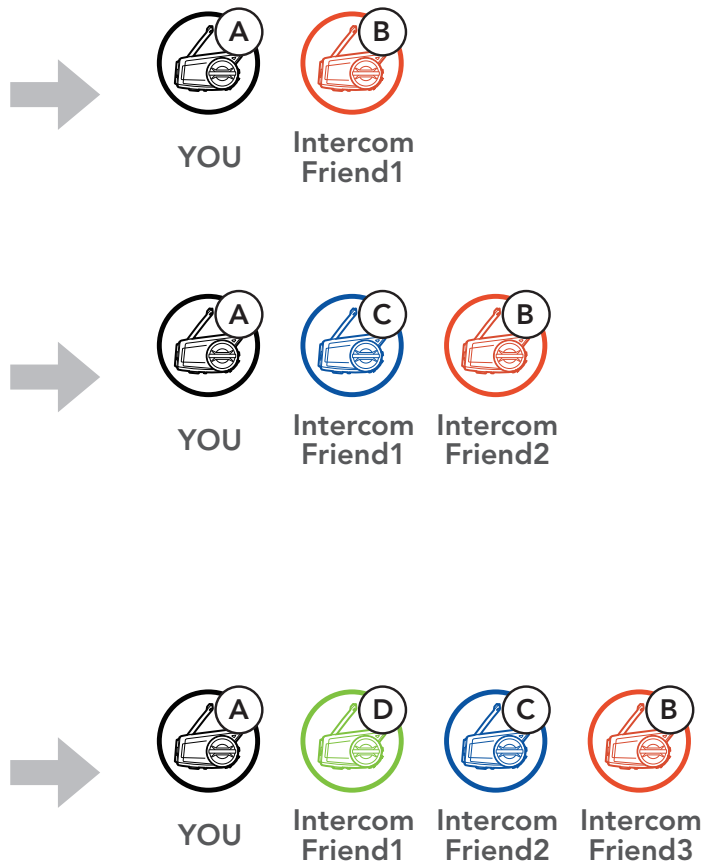 A B
YOU Intercom Friend1
A C B
YOU Intercom Friend1 Intercom Friend2
A D C B
YOU Intercom Friend1 Intercom Friend2 Intercom Friend3